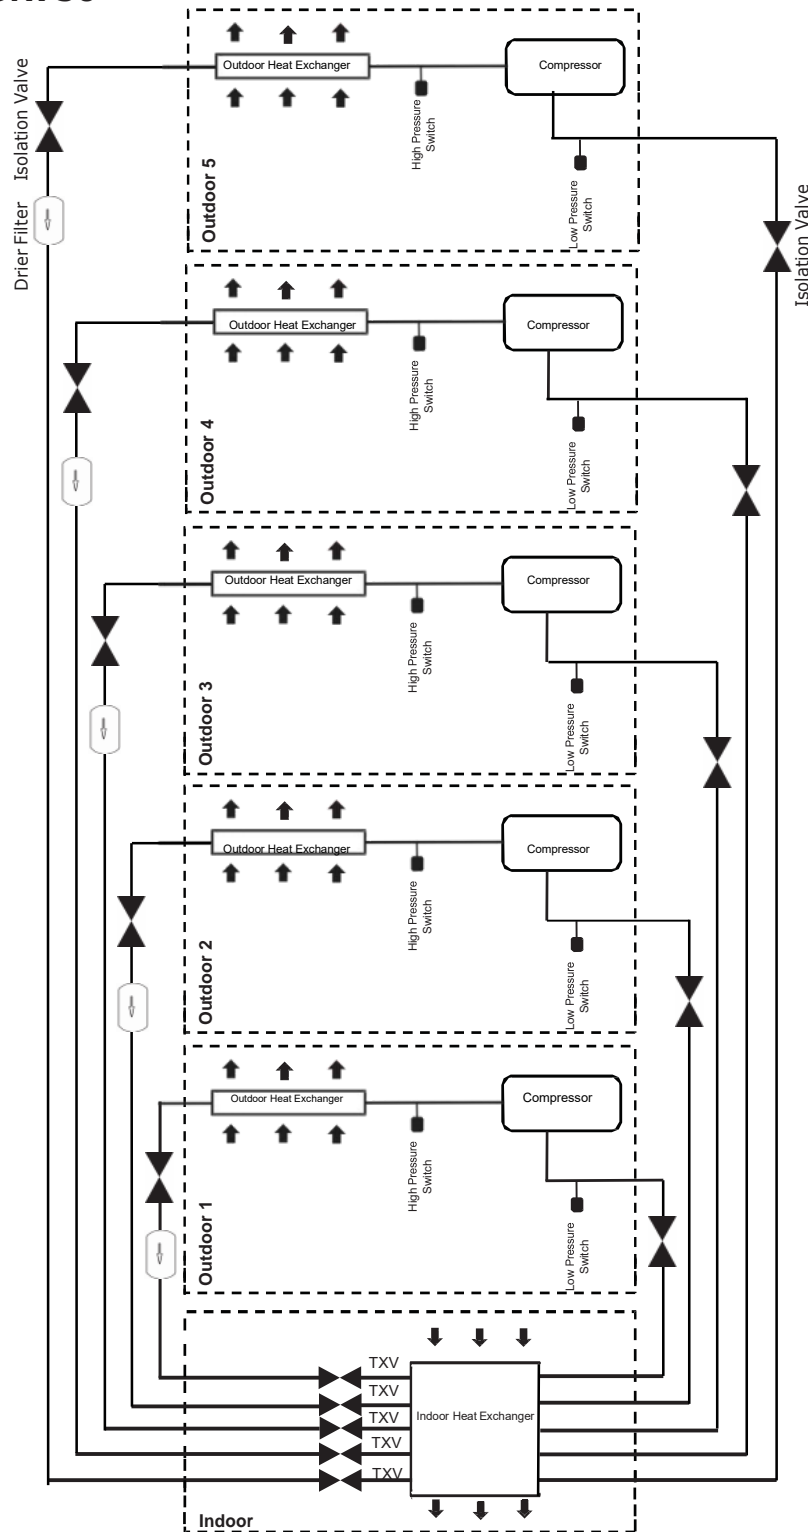 Isolation Valve
Drier Filter
Outdoor Heat Exchanger
Compressor
High Pressure
Switch
Low Pressure
Switch
Outdoor 5
Isolation Valve
Outdoor Heat Exchanger
Compressor
High Pressure
Switch
Low Pressure
Switch
Outdoor 4
Outdoor Heat Exchanger
Compressor
High Pressure
Switch
Low Pressure
Switch
Outdoor 3
Outdoor Heat Exchanger
Compressor
High Pressure
Switch
Low Pressure
Switch
Outdoor 2
Outdoor Heat Exchanger
Compressor
High Pressure
Switch
Low Pressure
Switch
Outdoor 1
TXV
TXV
TXV
TXV
TXV
Indoor Heat Exchanger
Indoor